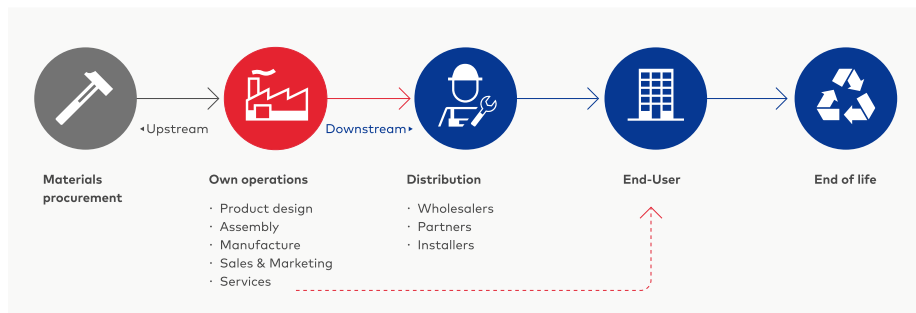 ◂Upstream
Downstream▸
Materials
procurement
Own operations
· Product design
· Assembly
· Manufacture
· Sales & Marketing
· Services
Distribution
· Wholesalers
· Partners
· Installers
End-User
End of life